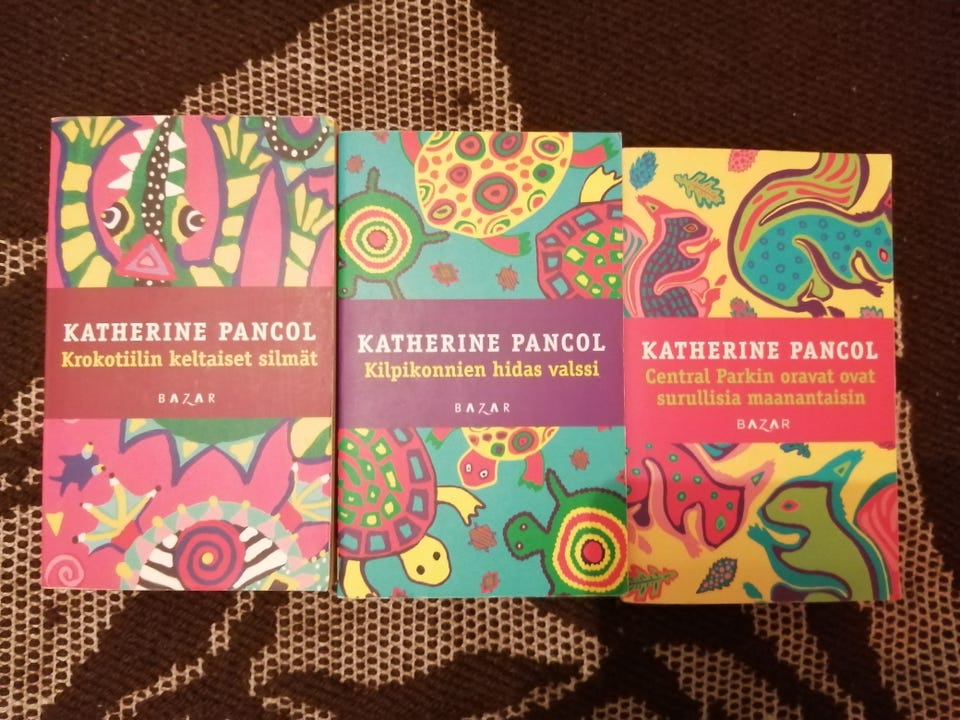 KATHERINE PANCOL
Krokotiilin keltaiset silmät
BAZAR
KATHERINE PANCOL
Kilpikonnien hidas valssi
BAZAR
KATHERINE PANCOL
Central Parkin oravat ovat
surullisia maanantaisin
BAZAR